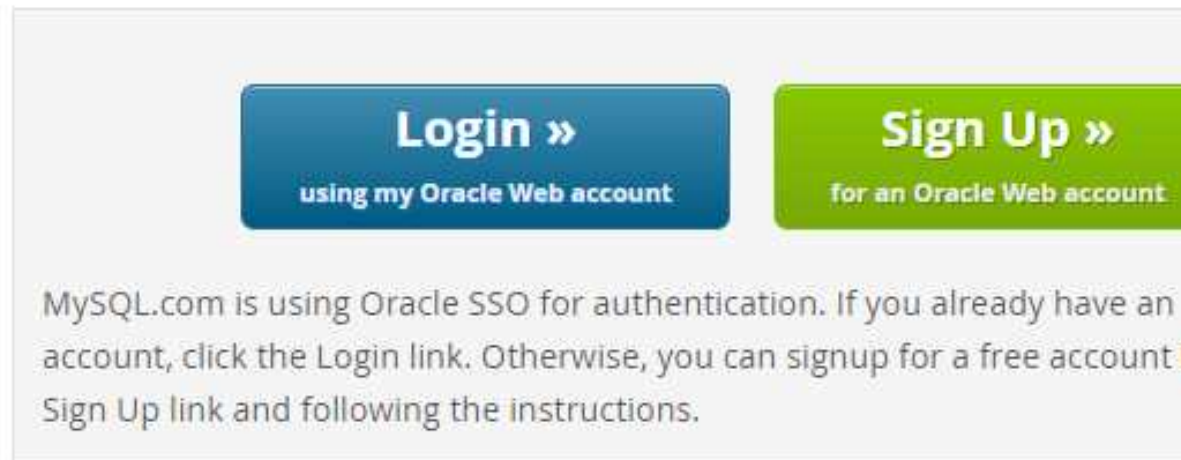 Login »
using my Oracle Web account
Sign Up »
for an Oracle Web account
MySQL.com is using Oracle SSO for authentication. If you already have an
account, click the Login link. Otherwise, you can signup for a free account
Sign Up link and following the instructions.